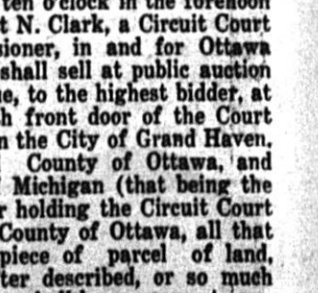 ten o'clock in the forenoon
t N. Clark, a Circuit Court
sioner, in and for Ottawa
shall sell at public auction
e, to the highest bidder, at
h front door of the Court
n the City of Grand Haven,
County of Ottawa, and
Michigan (that being the
r holding the Circuit Court
County of Ottawa, all that
piece of parcel of land,
ter described, or so much